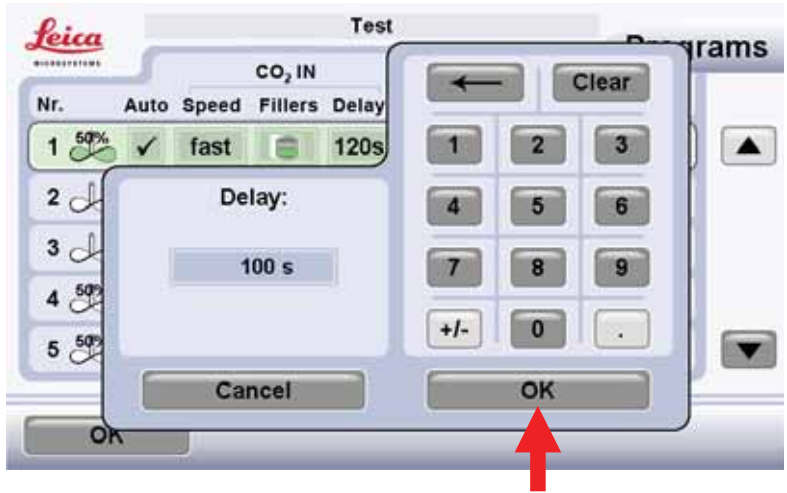 Leica
MICROSYSTEMS
Test
Programs
CO₂ IN
Nr. Auto Speed Fillers Delay
1 50% ✓ fast 120s
2
3
4 50%
5 50%
Delay:
100 s
← Clear
1 2 3
4 5 6
7 8 9
+/- 0 .
Cancel OK
OK